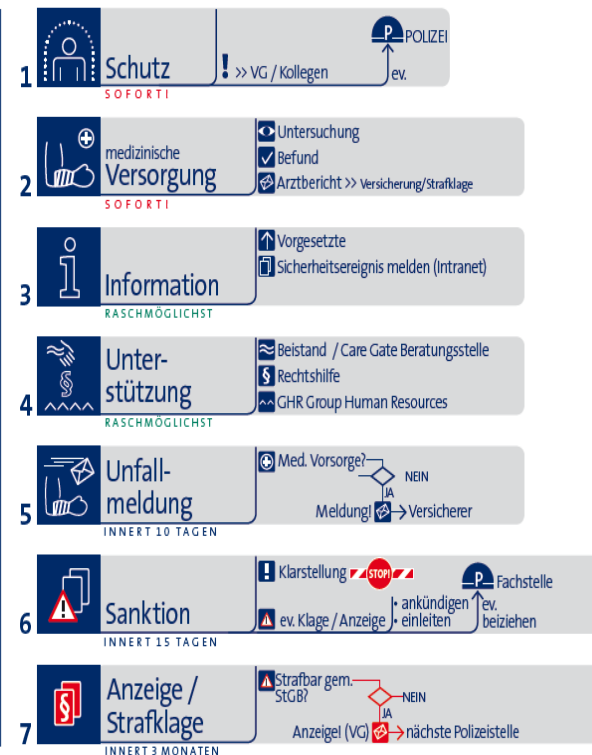 1
Schutz
SOFORT!
! >> VG / Kollegen
ev.
P POLIZEI
2
medizinische
Versorgung
SOFORT!
Untersuchung
Befund
Arztbericht >> Versicherung/Strafklage
3
i
Information
RASCHMÖGLICHST
Vorgesetzte
Sicherheitsereignis melden (Intranet)
4
§
Unter-
stützung
RASCHMÖGLICHST
Beistand / Care Gate Beratungsstelle
§ Rechtshilfe
GHR Group Human Resources
5
Unfall-
meldung
INNERT 10 TAGEN
Med. Vorsorge?
NEIN
JA
Meldung! → Versicherer
6
!
Sanktion
INNERT 15 TAGEN
! Klarstellung STOP!
! ev. Klage / Anzeige
• ankündigen
• einleiten
P Fachstelle
ev.
beiziehen
7
§
Anzeige /
Strafklage
INNERT 3 MONATEN
Strafbar gem.
StGB?
NEIN
JA
Anzeige! (VG) → nächste Polizeistelle